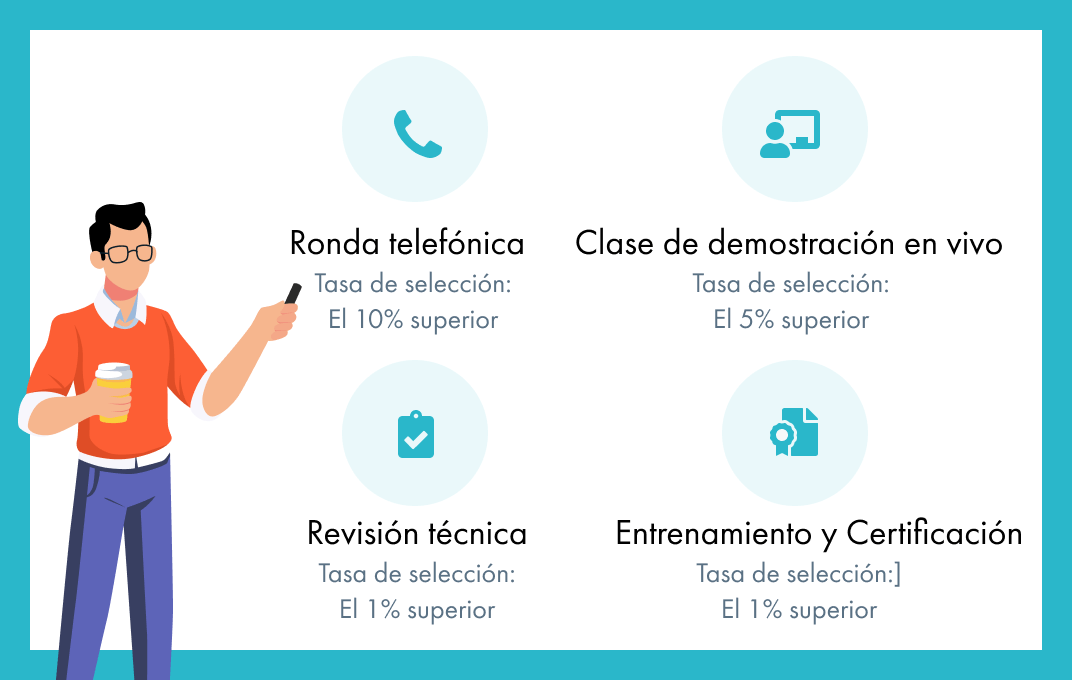 Ronda telefónica
Tasa de selección:
El 10% superior
Clase de demostración en vivo
Tasa de selección:
El 5% superior
Revisión técnica
Tasa de selección:
El 1% superior
Entrenamiento y Certificación
Tasa de selección:]
El 1% superior